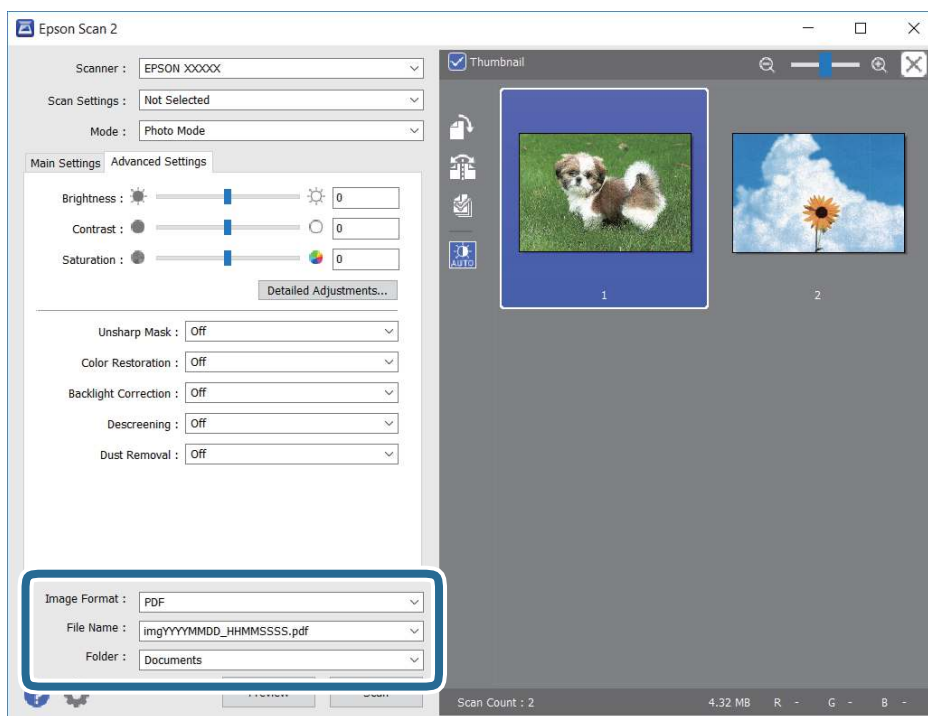 Epson Scan 2
Scanner : EPSON XXXXX
Scan Settings : Not Selected
Mode : Photo Mode
Main Settings Advanced Settings
Brightness : 0
Contrast : 0
Saturation : 0
Detailed Adjustments...
Unsharp Mask : Off
Color Restoration : Off
Backlight Correction : Off
Descreening : Off
Dust Removal : Off
Image Format : PDF
File Name : imgYYYYMMDD_HHMMSSSS.pdf
Folder : Documents
Preview Scan
Thumbnail
AUTO
1 2
Scan Count : 2 4.32 MB R - G - B -